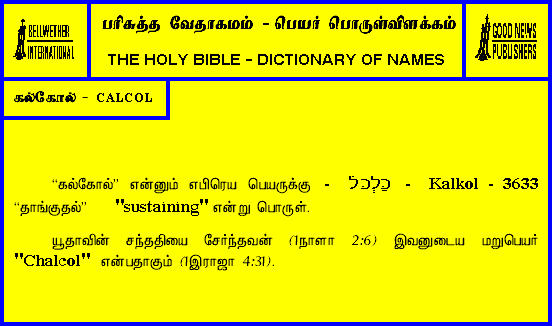 BELLWETHER
INTERNATIONAL
பரிசுத்த வேதாகமம் - பெயர் பொருள்விளக்கம்
THE HOLY BIBLE - DICTIONARY OF NAMES
GOOD NEWS
PUBLISHERS
கல்கோல் - CALCOL
“கல்கோல்” என்னும் எபிரெய பெயருக்கு - כַּלְכֹּל - Kalkol - 3633
“தாங்குதல்” "sustaining" என்று பொருள்.
யூதாவின் சந்ததியை சேர்ந்தவன் (1நாளா 2:6) இவனுடைய மறுபெயர்
"Chalcol" என்பதாகும் (1இராஜா 4:31).